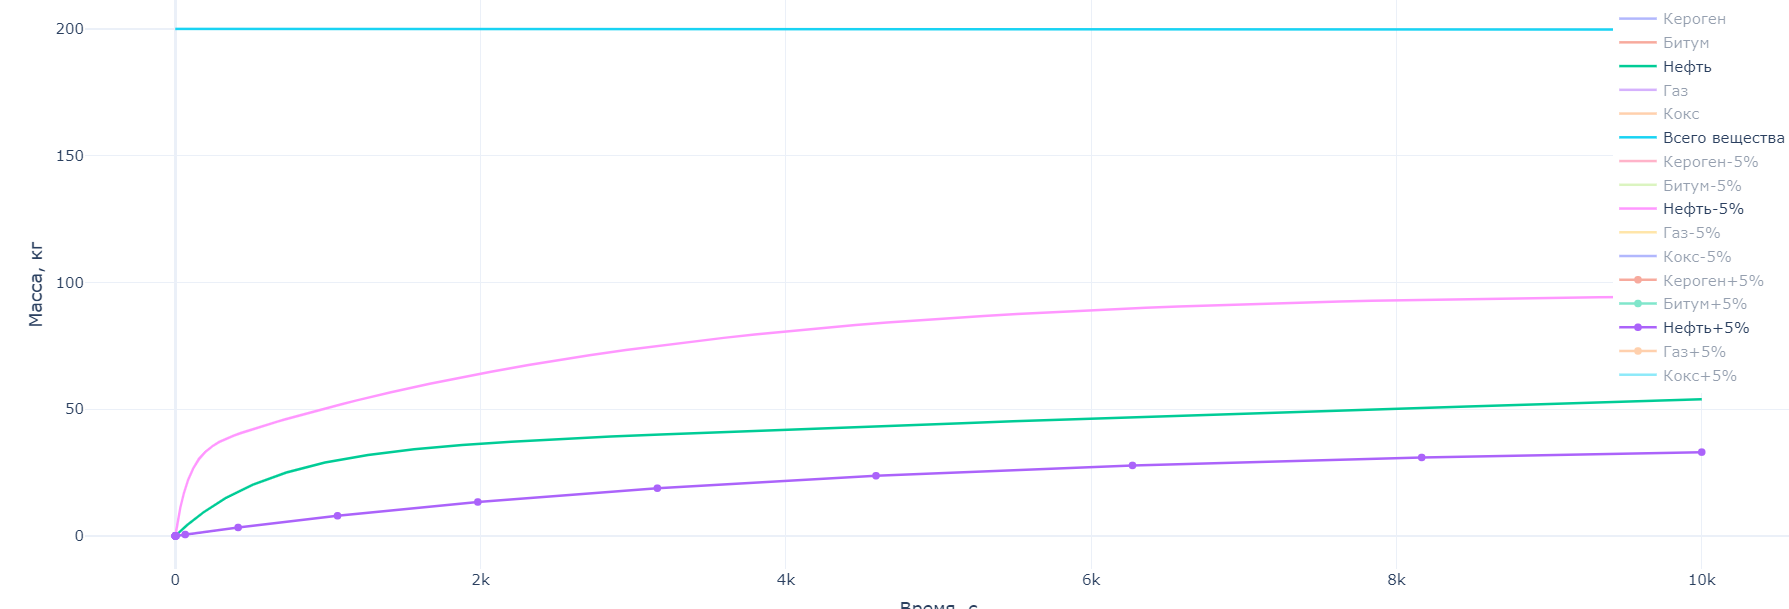 Масса, кг
200
150
100
50
0
0
2k
4k
6k
8k
10k
Время, с
Кероген
Битум
Нефть
Газ
Кокс
Всего вещества
Кероген-5%
Битум-5%
Нефть-5%
Газ-5%
Кокс-5%
Кероген+5%
Битум+5%
Нефть+5%
Газ+5%
Кокс+5%